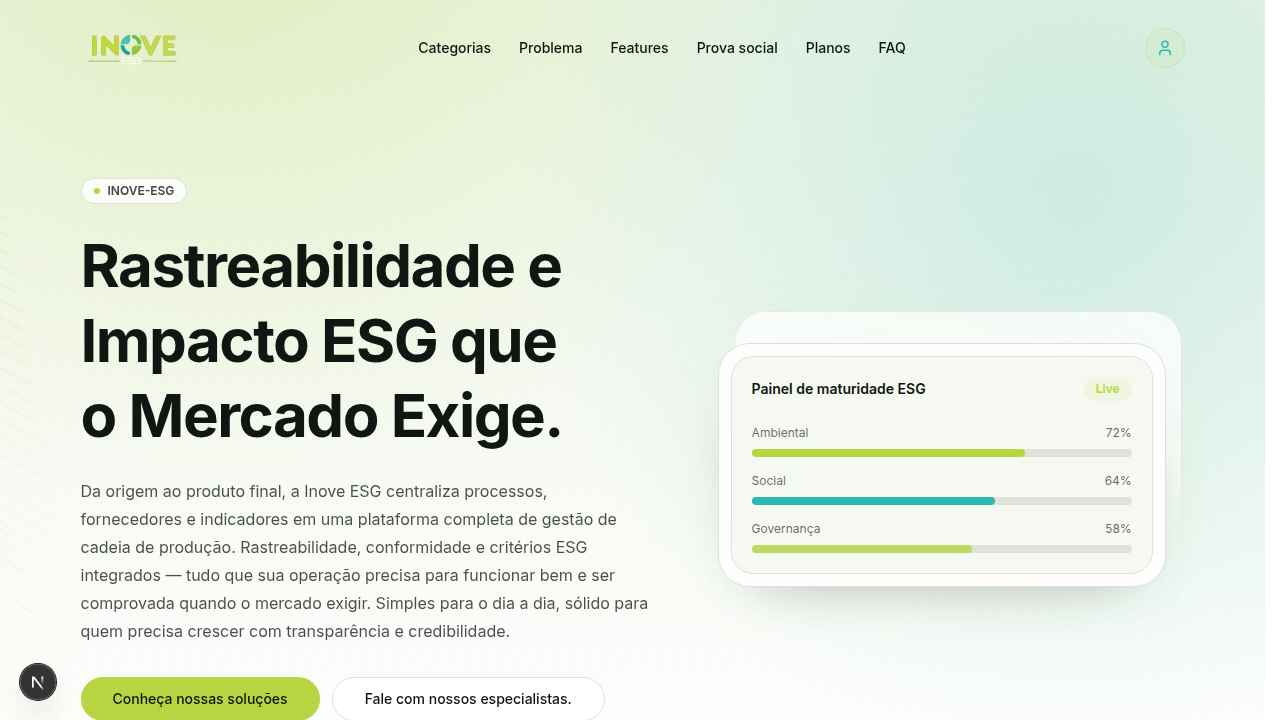 INOVE
ESG
Categorias
Problema
Features
Prova social
Planos
FAQ
INOVE-ESG
Rastreabilidade e
Impacto ESG que
o Mercado Exige.
Da origem ao produto final, a Inove ESG centraliza processos,
fornecedores e indicadores em uma plataforma completa de gestão de
cadeia de produção. Rastreabilidade, conformidade e critérios ESG
integrados — tudo que sua operação precisa para funcionar bem e ser
comprovada quando o mercado exigir. Simples para o dia a dia, sólido para
quem precisa crescer com transparência e credibilidade.
Conheça nossas soluções
Fale com nossos especialistas.
Painel de maturidade ESG
Live
Ambiental 72%
Social 64%
Governança 58%
N